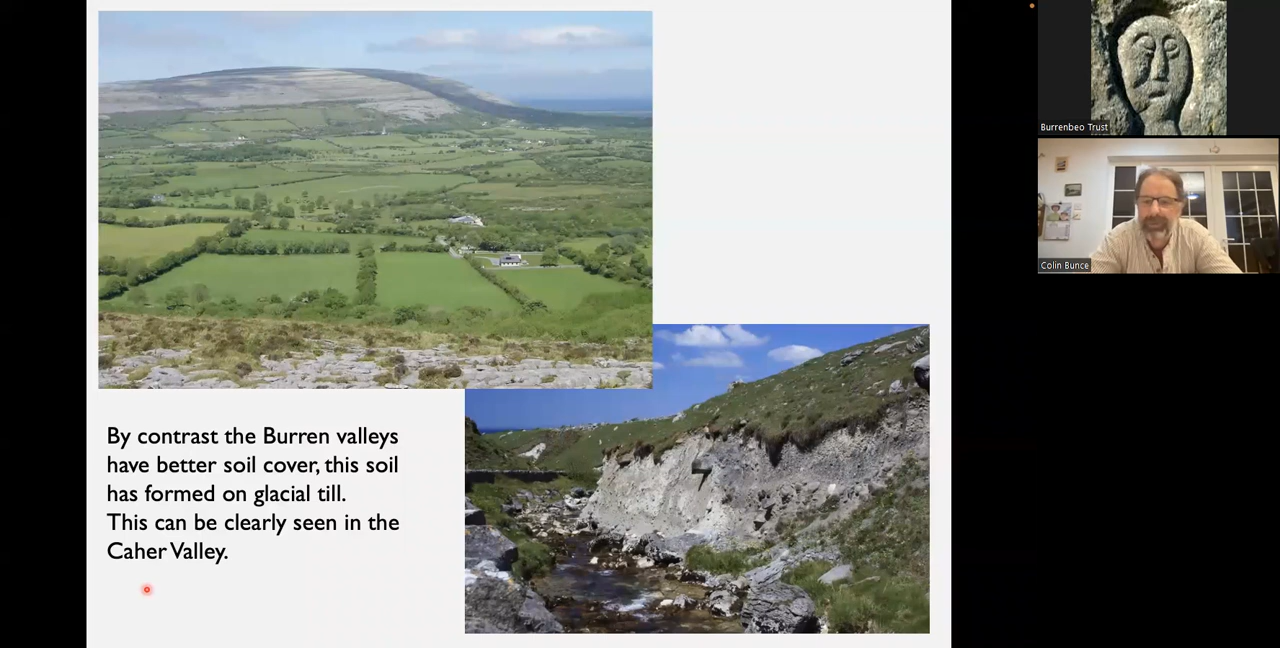 By contrast the Burren valleys
have better soil cover, this soil
has formed on glacial till.
This can be clearly seen in the
Caher Valley.
Burrenbeo Trust
Colin Bunce